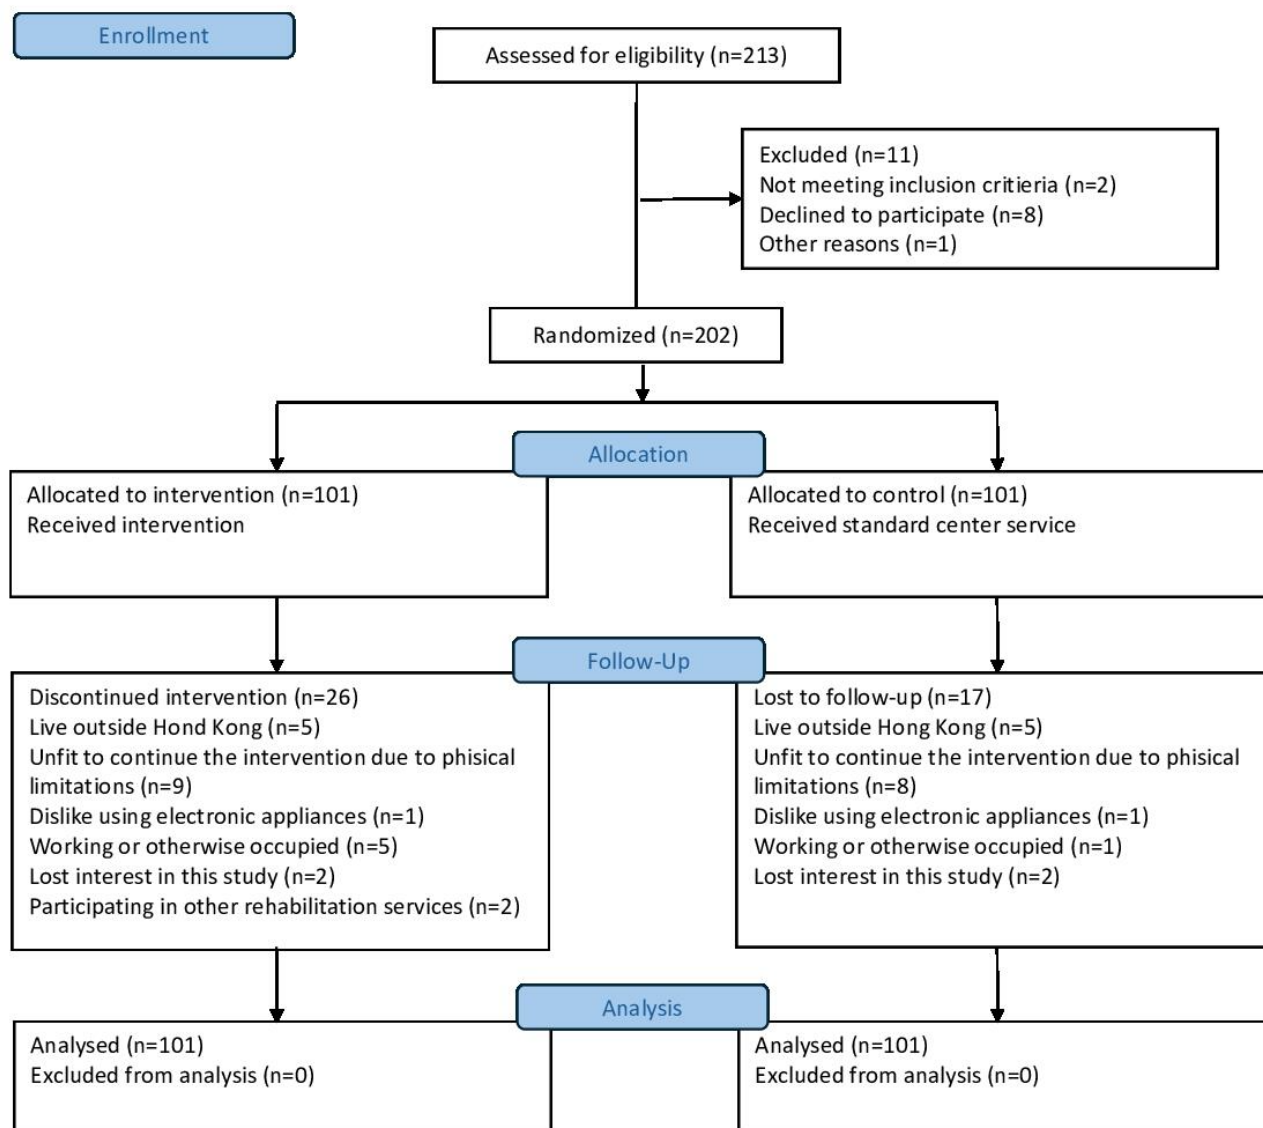 Enrollment
Assessed for eligibility (n=213)
Excluded (n=11)
Not meeting inclusion critieria (n=2)
Declined to participate (n=8)
Other reasons (n=1)
Randomized (n=202)
Allocation
Allocated to intervention (n=101)
Received intervention
Allocated to control (n=101)
Received standard center service
Follow-Up
Discontinued intervention (n=26)
Live outside Hond Kong (n=5)
Unfit to continue the intervention due to phisical
limitations (n=9)
Dislike using electronic appliances (n=1)
Working or otherwise occupied (n=5)
Lost interest in this study (n=2)
Participating in other rehabilitation services (n=2)
Lost to follow-up (n=17)
Live outside Hong Kong (n=5)
Unfit to continue the intervention due to phisical
limitations (n=8)
Dislike using electronic appliances (n=1)
Working or otherwise occupied (n=1)
Lost interest in this study (n=2)
Analysis
Analysed (n=101)
Excluded from analysis (n=0)
Analysed (n=101)
Excluded from analysis (n=0)